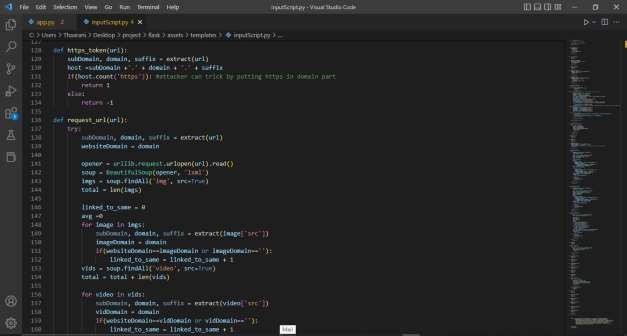 File Edit Selection View Go Run Terminal Help
inputScript.py - Visual Studio Code
app.py 2 inputScript.py 4 ×
C: > Users > Thaarani > Desktop > project > flask > assets > templates > inputScript.py > ...
127
128 def https_token(url):
129 subDomain, domain, suffix = extract(url)
130 host =subDomain +'.' + domain + '.' + suffix
131 if(host.count('https')): #attacker can trick by putting https in domain part
132 return 1
133 else:
134 return -1
135
136 def request_url(url):
137 try:
138 subDomain, domain, suffix = extract(url)
139 websiteDomain = domain
140
141 opener = urllib.request.urlopen(url).read()
142 soup = BeautifulSoup(opener, 'lxml')
143 imgs = soup.findAll('img', src=True)
144 total = len(imgs)
145
146 linked_to_same = 0
147 avg =0
148 for image in imgs:
149 subDomain, domain, suffix = extract(image['src'])
150 imageDomain = domain
151 if(websiteDomain==imageDomain or imageDomain==''):
152 linked_to_same = linked_to_same + 1
153 vids = soup.findAll('video', src=True)
154 total = total + len(vids)
155
156 for video in vids:
157 subDomain, domain, suffix = extract(video['src'])
158 vidDomain = domain
159 if(websiteDomain==vidDomain or vidDomain==''):
160 linked_to_same = linked_to_same + 1
Mail